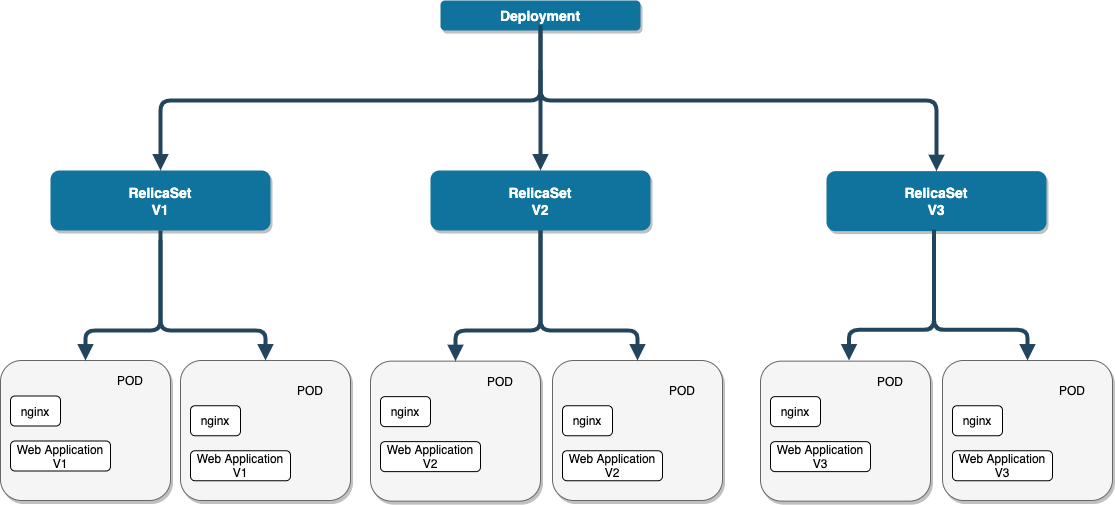 Deployment
RelicaSet
V1
RelicaSet
V2
RelicaSet
V3
POD
nginx
Web Application
V1
POD
nginx
Web Application
V1
POD
nginx
Web Application
V2
POD
nginx
Web Application
V2
POD
nginx
Web Application
V3
POD
nginx
Web Application
V3